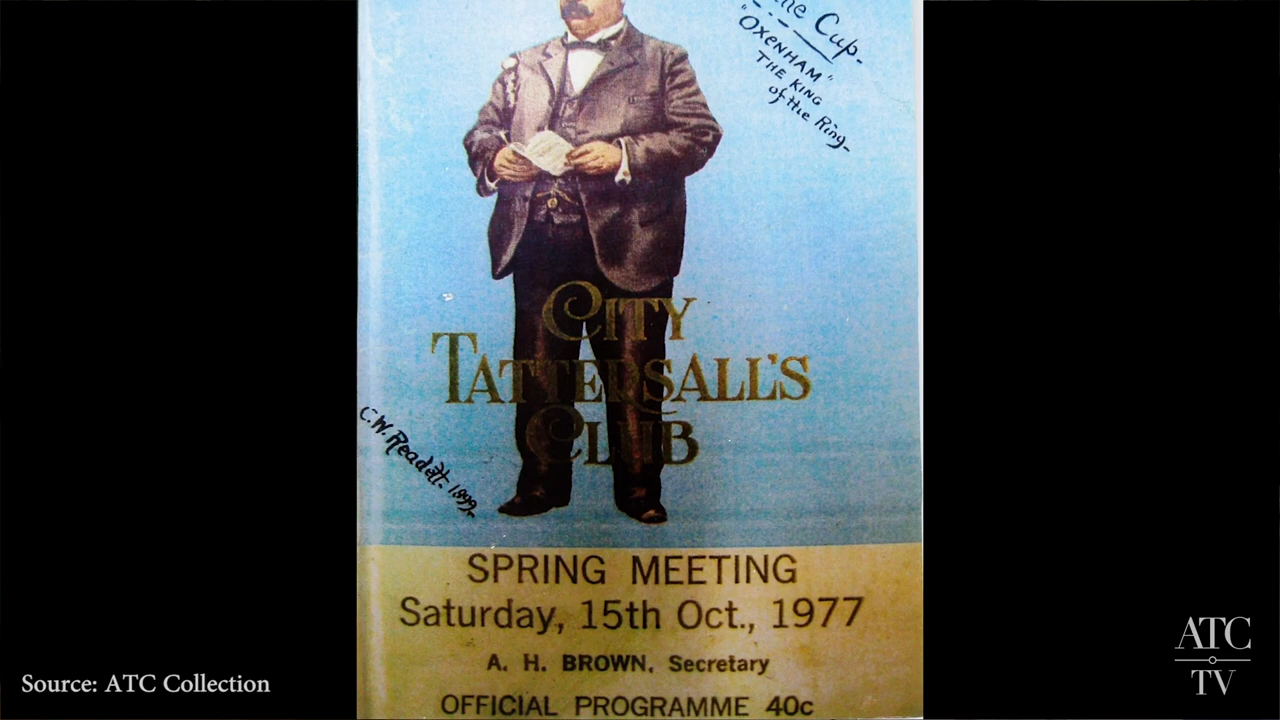 Cup-
"OXENHAM"
THE KING
of the Ring-
CITY
TATTERSALL'S
CLUB
C.W. Readett. 1899-
SPRING MEETING
Saturday, 15th Oct., 1977
A. H. BROWN, Secretary
OFFICIAL PROGRAMME 40c
Source: ATC Collection
ATC
TV